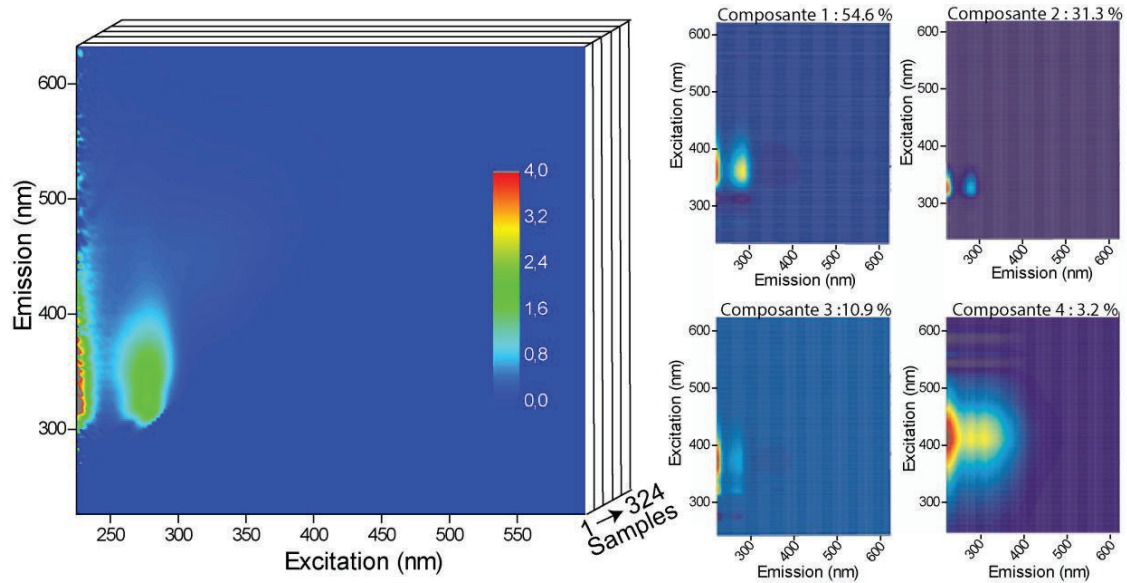 600
500
400
300
Emission (nm)
4,0
3,2
2,4
1,6
0,8
0,0
250 300 350 400 450 500 550
Excitation (nm)
1 → 324
Samples
Composante 1 : 54.6 %
600
500
400
300
Excitation (nm)
300 400 500 600
Emission (nm)
Composante 2 : 31.3 %
600
500
400
300
Excitation (nm)
300 400 500 600
Emission (nm)
Composante 3 :10.9 %
600
500
400
300
Excitation (nm)
300 400 500 600
Emission (nm)
Composante 4 : 3.2 %
600
500
400
300
Excitation (nm)
300 400 500 600
Emission (nm)